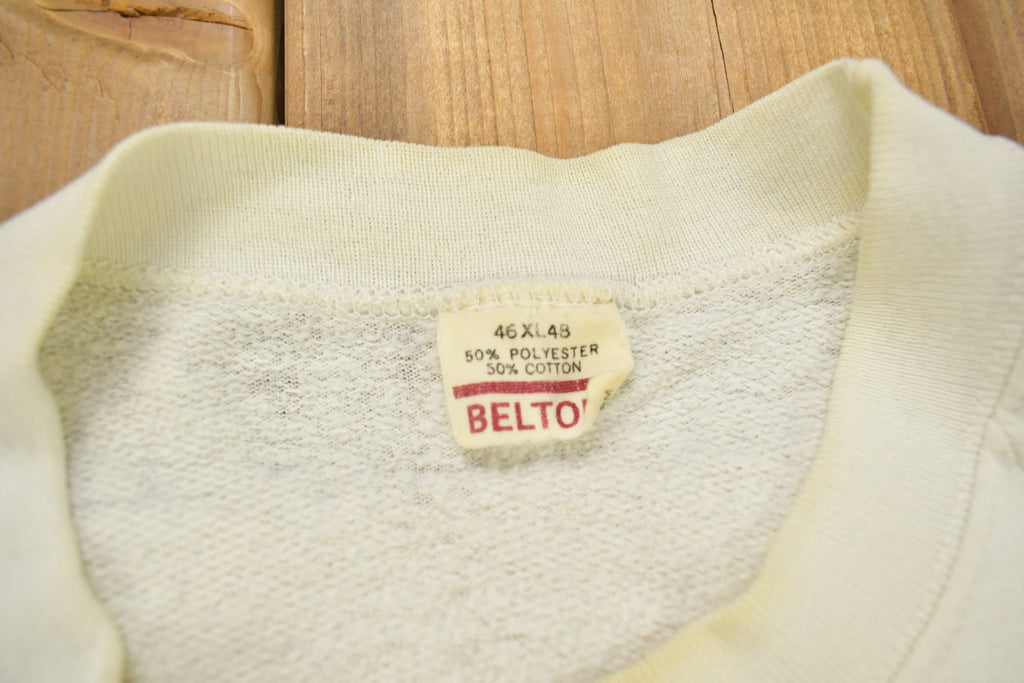 46 XL 48
50% POLYESTER
50% COTTON
BELTO